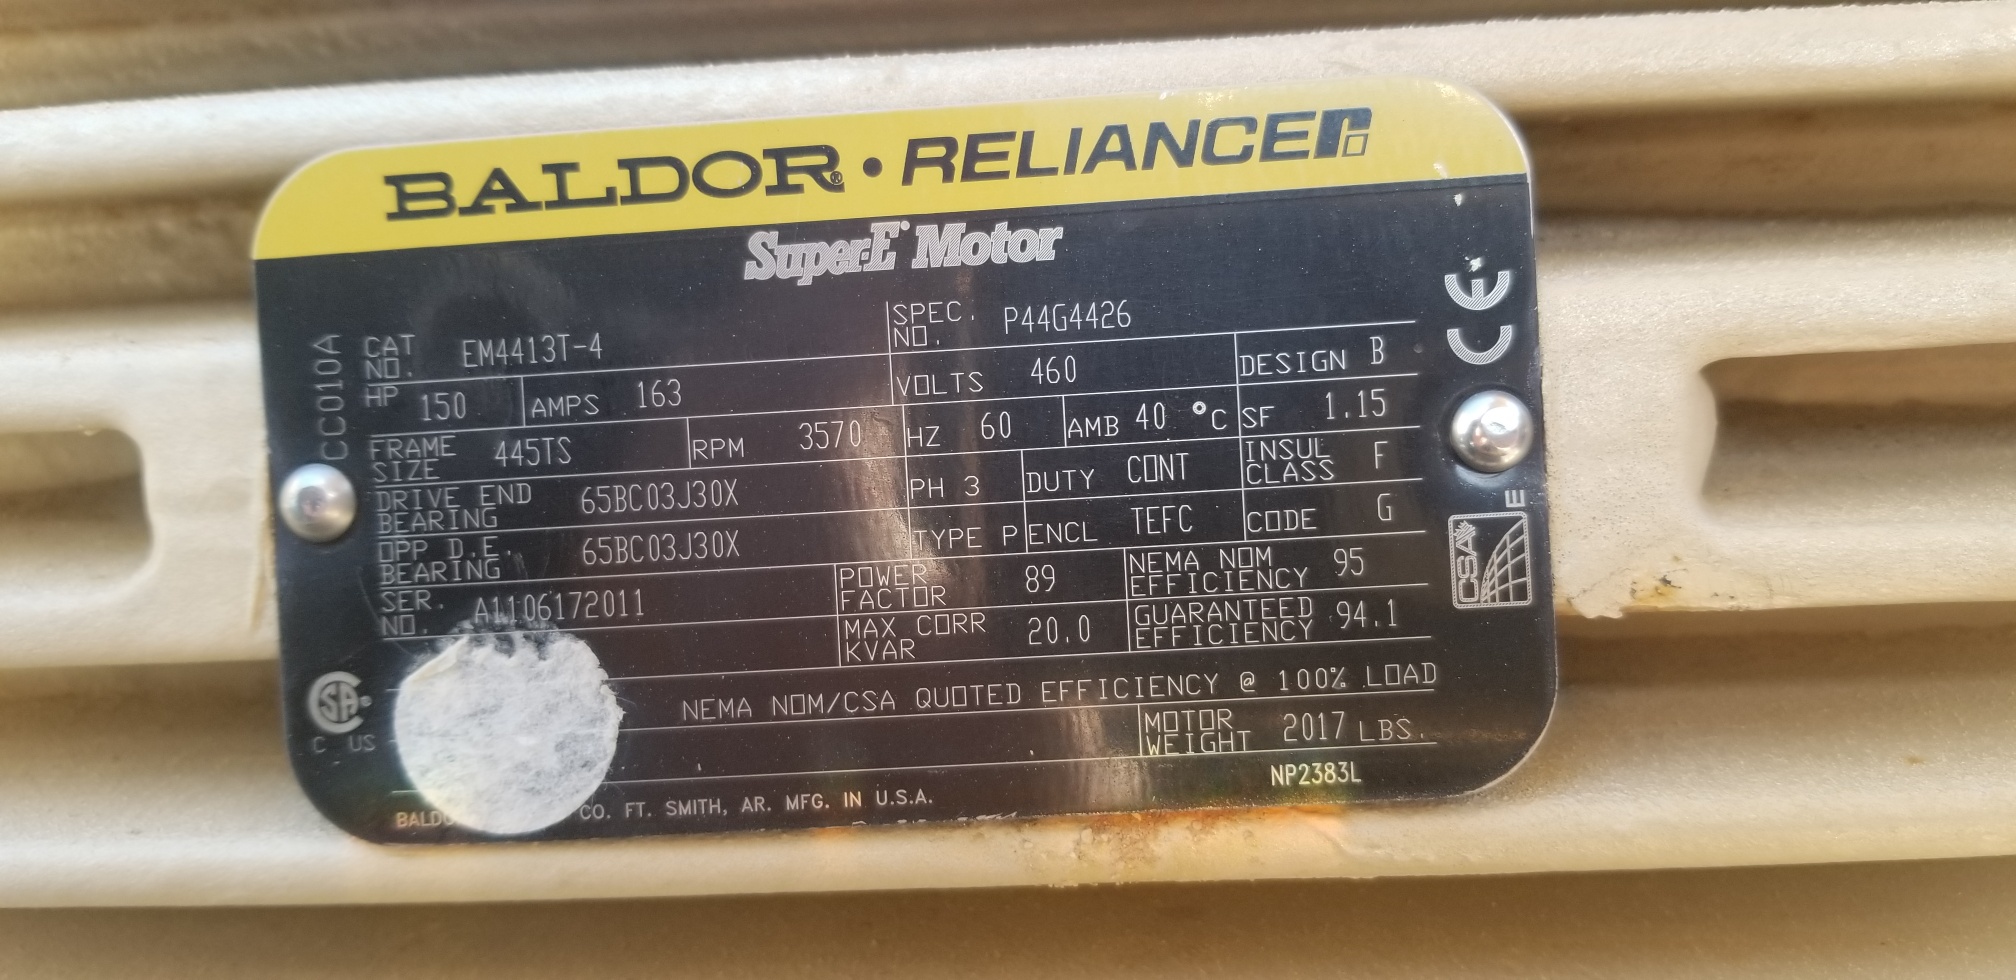 BALDOR® • RELIANCE
Super-E® Motor
CC010A
CAT NO. EM4413T-4 SPEC. NO. P44G4426
HP 150 AMPS 163 VOLTS 460 DESIGN B
FRAME SIZE 445TS RPM 3570 HZ 60 AMB 40 °C SF 1.15
DRIVE END BEARING 65BC03J30X PH 3 DUTY CONT INSUL CLASS F
OPP D.E. BEARING 65BC03J30X TYPE P ENCL TEFC CODE G
SER. NO. A1106172011 POWER FACTOR 89 NEMA NOM EFFICIENCY 95
MAX CORR KVAR 20.0 GUARANTEED EFFICIENCY 94.1
NEMA NOM/CSA QUOTED EFFICIENCY @ 100% LOAD
MOTOR WEIGHT 2017 LBS.
NP2383L
CO. FT. SMITH, AR. MFG. IN U.S.A.
CE
CSA E
CSA® C US